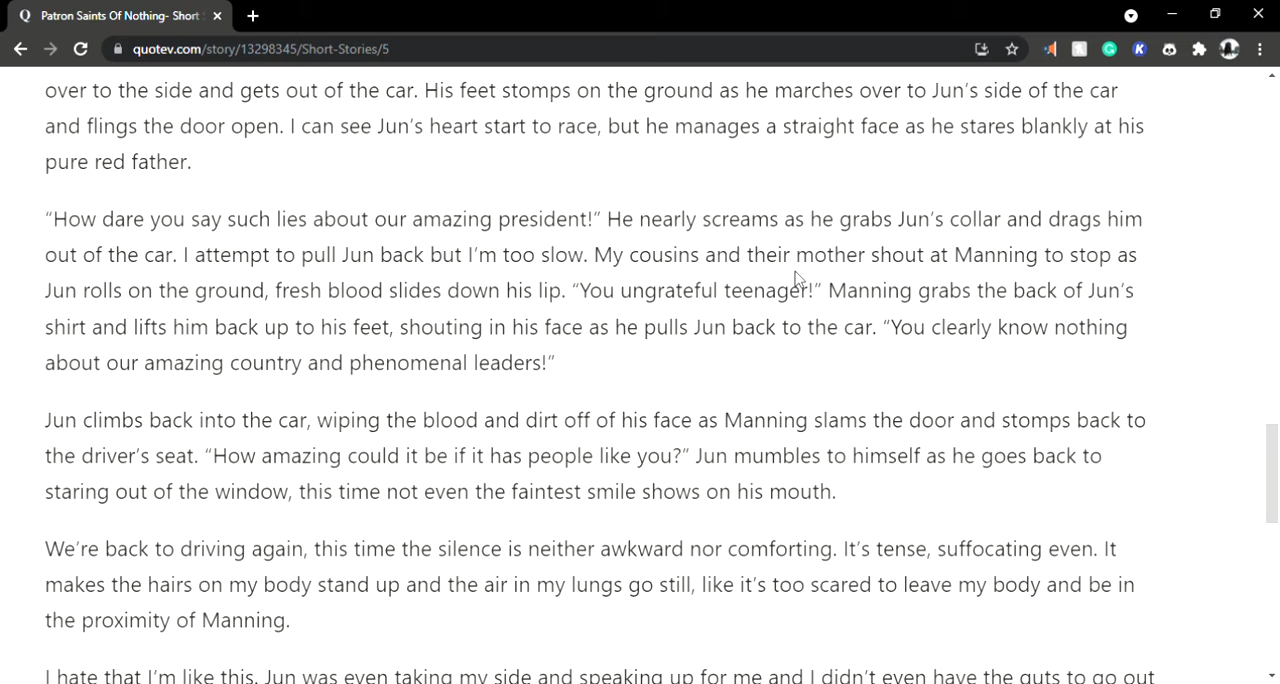 Patron Saints Of Nothing- Short
quotev.com/story/13298345/Short-Stories/5
over to the side and gets out of the car. His feet stomps on the ground as he marches over to Jun's side of the car
and flings the door open. I can see Jun's heart start to race, but he manages a straight face as he stares blankly at his
pure red father.
“How dare you say such lies about our amazing president!” He nearly screams as he grabs Jun's collar and drags him
out of the car. I attempt to pull Jun back but I'm too slow. My cousins and their mother shout at Manning to stop as
Jun rolls on the ground, fresh blood slides down his lip. “You ungrateful teenager!” Manning grabs the back of Jun's
shirt and lifts him back up to his feet, shouting in his face as he pulls Jun back to the car. “You clearly know nothing
about our amazing country and phenomenal leaders!”
Jun climbs back into the car, wiping the blood and dirt off of his face as Manning slams the door and stomps back to
the driver's seat. “How amazing could it be if it has people like you?” Jun mumbles to himself as he goes back to
staring out of the window, this time not even the faintest smile shows on his mouth.
We're back to driving again, this time the silence is neither awkward nor comforting. It's tense, suffocating even. It
makes the hairs on my body stand up and the air in my lungs go still, like it's too scared to leave my body and be in
the proximity of Manning.
I hate that I'm like this. Jun was even taking my side and speaking up for me and I didn't even have the guts to go out